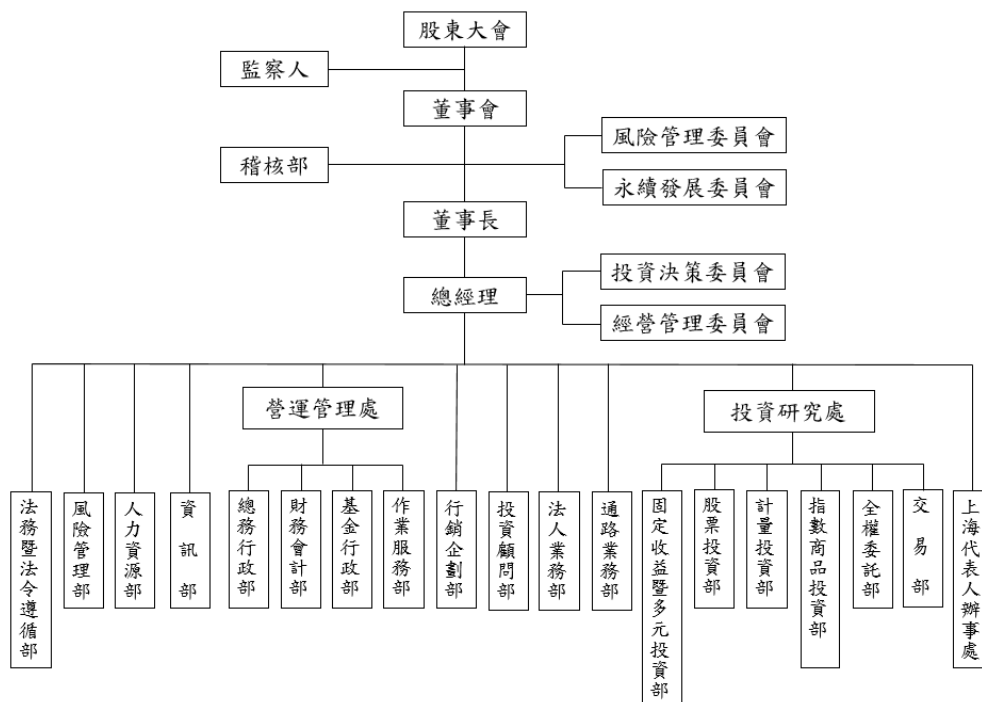 股東大會
監察人
董事會
風險管理委員會
稽核部
永續發展委員會
董事長
投資決策委員會
總經理
經營管理委員會
營運管理處
投資研究處
法務暨法令遵循部
風險管理部
人力資源部
資訊部
總務行政部
財務會計部
基金行政部
作業服務部
行銷企劃部
投資顧問部
法人業務部
通路業務部
固定收益暨多元投資部
股票投資部
計量投資部
指數商品投資部
全權委託部
交易部
上海代表人辦事處